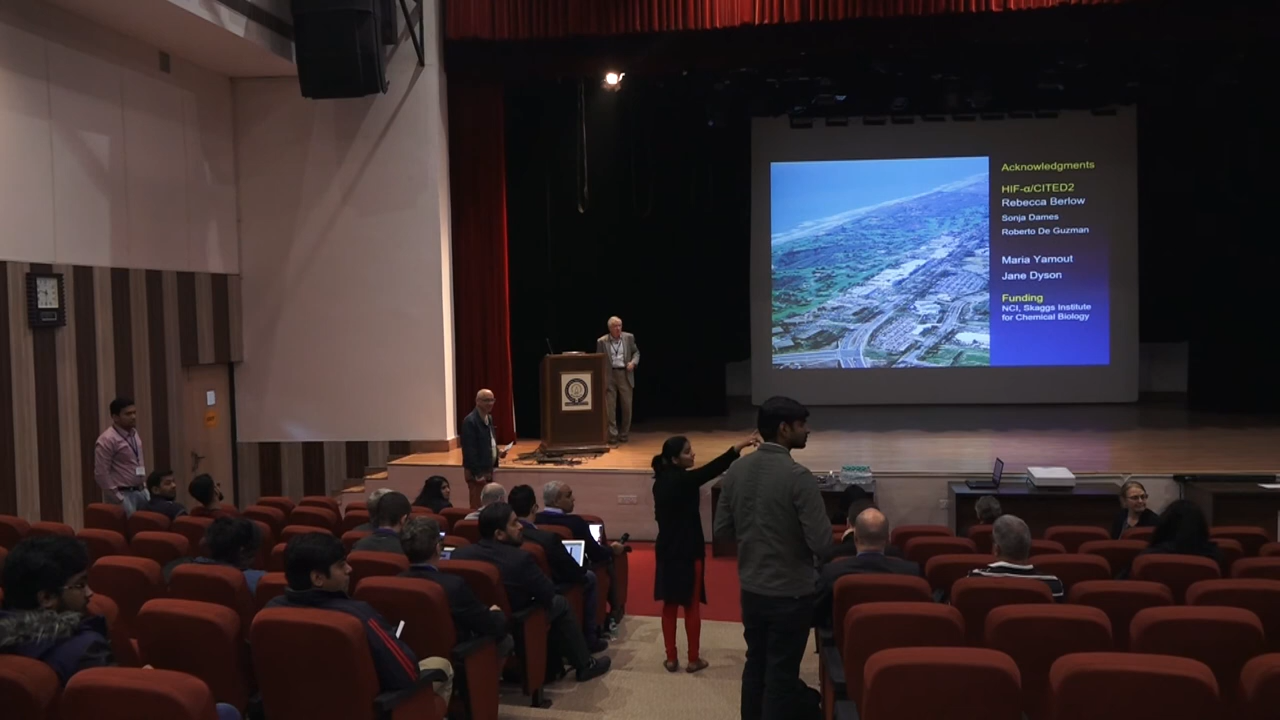 Acknowledgments
HIF-α/CITED2
Rebecca Berlow
Sonja Dames
Roberto De Guzman
Maria Yamout
Jane Dyson
Funding
NCI, Skaggs Institute
for Chemical Biology